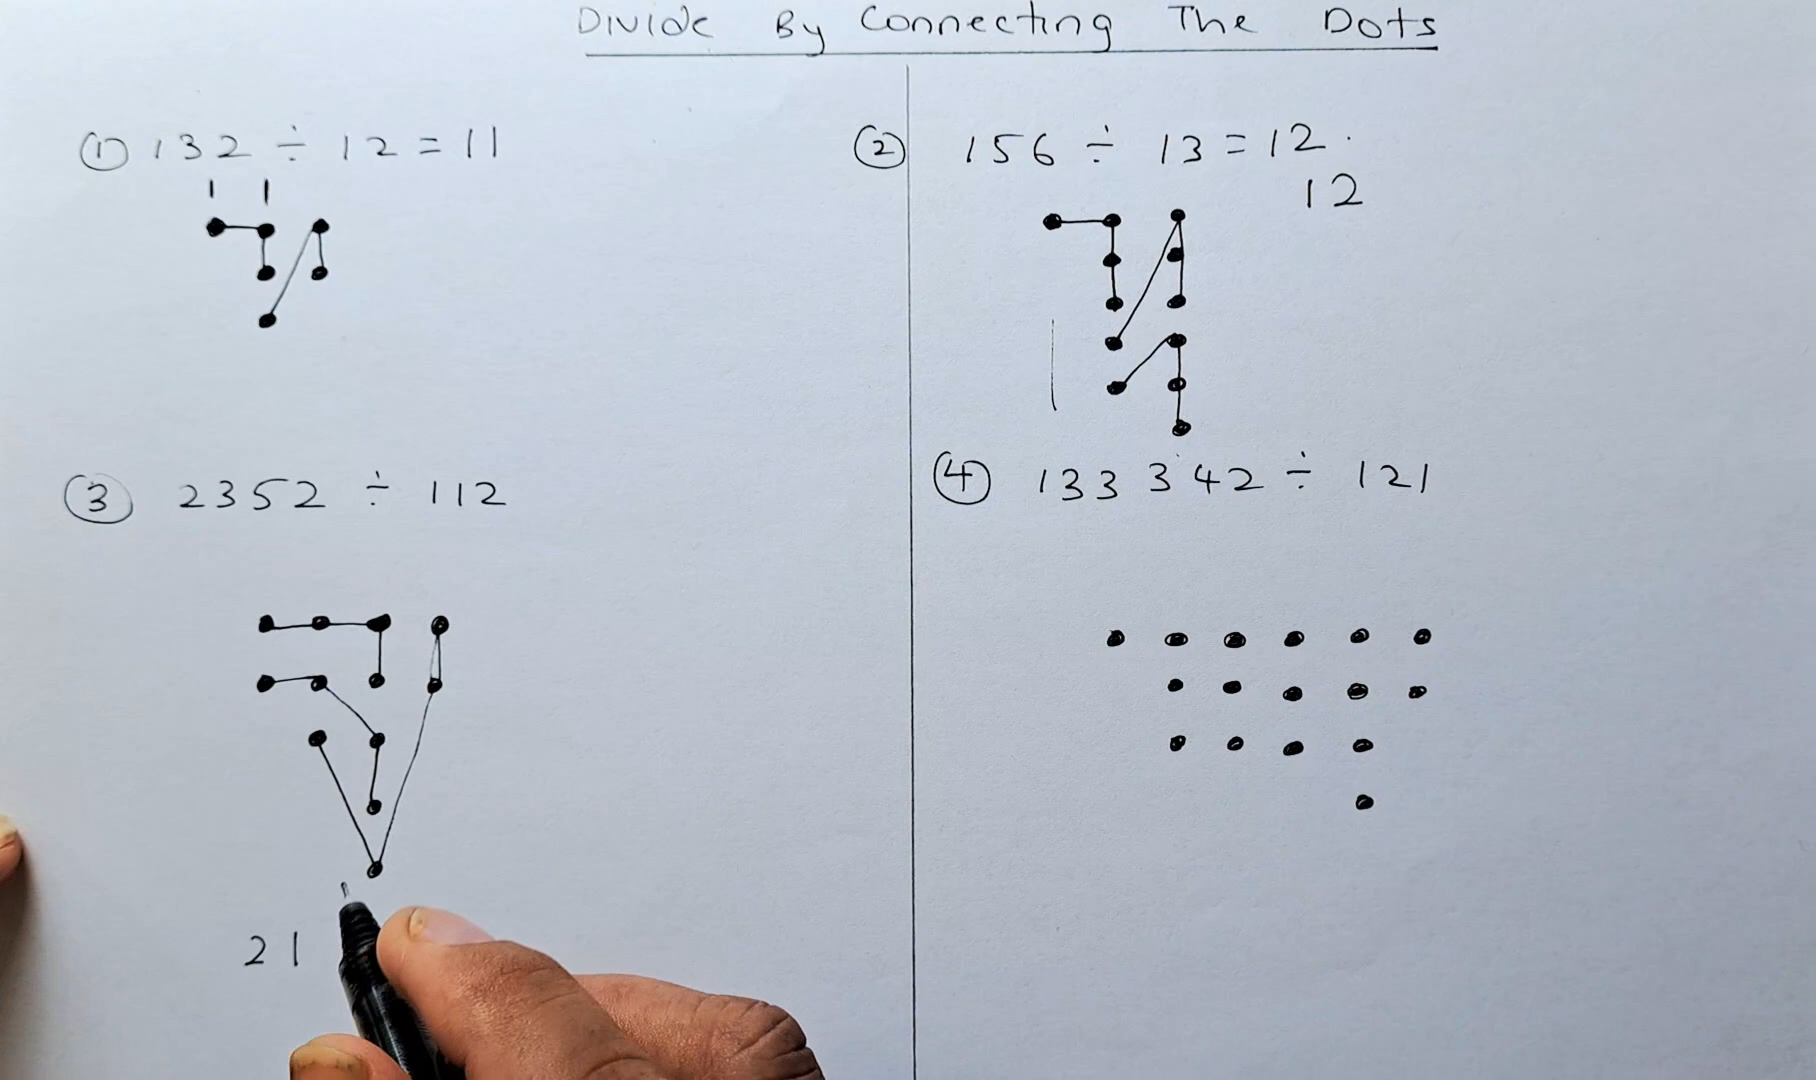 Divide By Connecting The Dots
① 132 ÷ 12 = 11
1 1
② 156 ÷ 13 = 12
12
③ 2352 ÷ 112
21
④ 133 342 ÷ 121